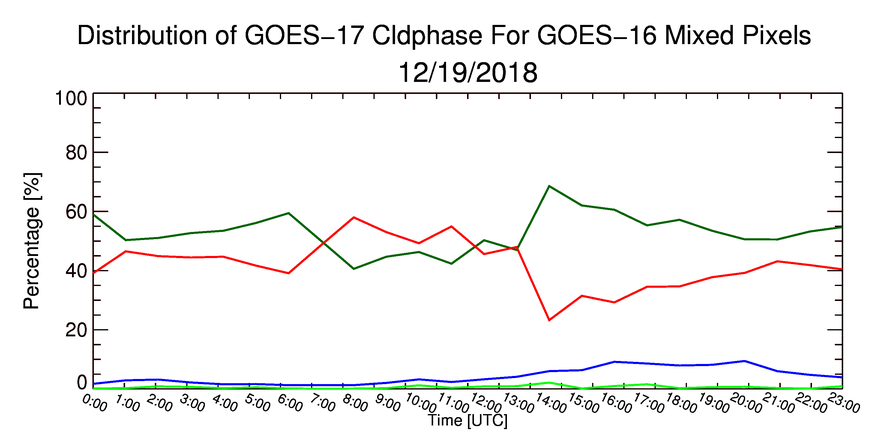 Distribution of GOES−17 Cldphase For GOES−16 Mixed Pixels
12/19/2018
Percentage [%]
100
80
60
40
20
0
0:00 1:00 2:00 3:00 4:00 5:00 6:00 7:00 8:00 9:00 10:00 11:00 12:00 13:00 14:00 15:00 16:00 17:00 18:00 19:00 20:00 21:00 22:00 23:00
Time [UTC]